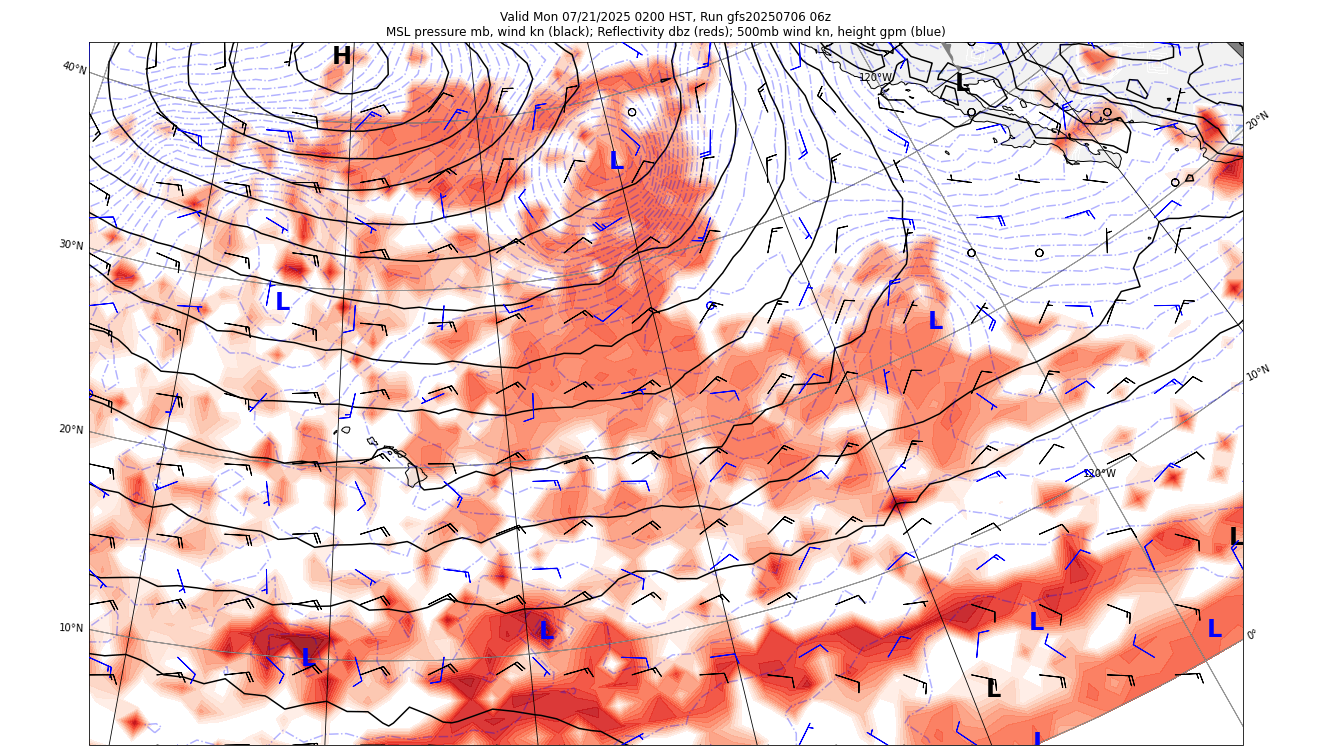 Valid Mon 07/21/2025 0200 HST, Run gfs20250706 06z
MSL pressure mb, wind kn (black); Reflectivity dbz (reds); 500mb wind kn, height gpm (blue)
H
40°N
120°W
L
20°N
L
30°N
L
L
10°N
20°N
120°W
L
10°N
L
L
L
L
0°
L
L